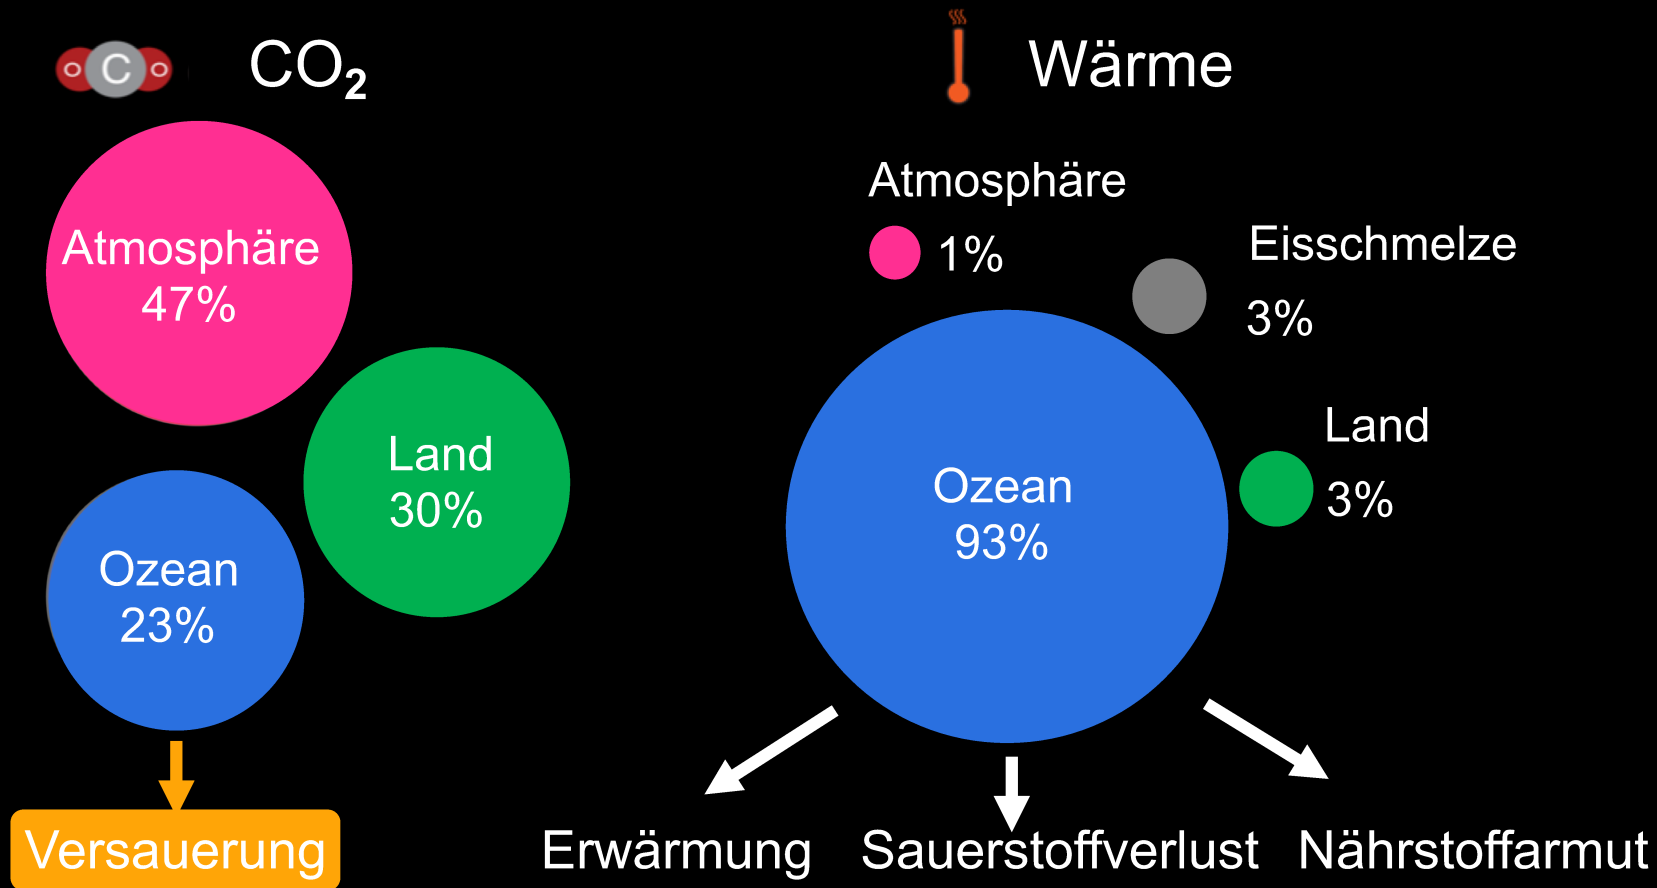 OCO
CO₂
Atmosphäre
47%
Land
30%
Ozean
23%
Versauerung
Wärme
Atmosphäre
1%
Eisschmelze
3%
Land
3%
Ozean
93%
Erwärmung
Sauerstoffverlust
Nährstoffarmut